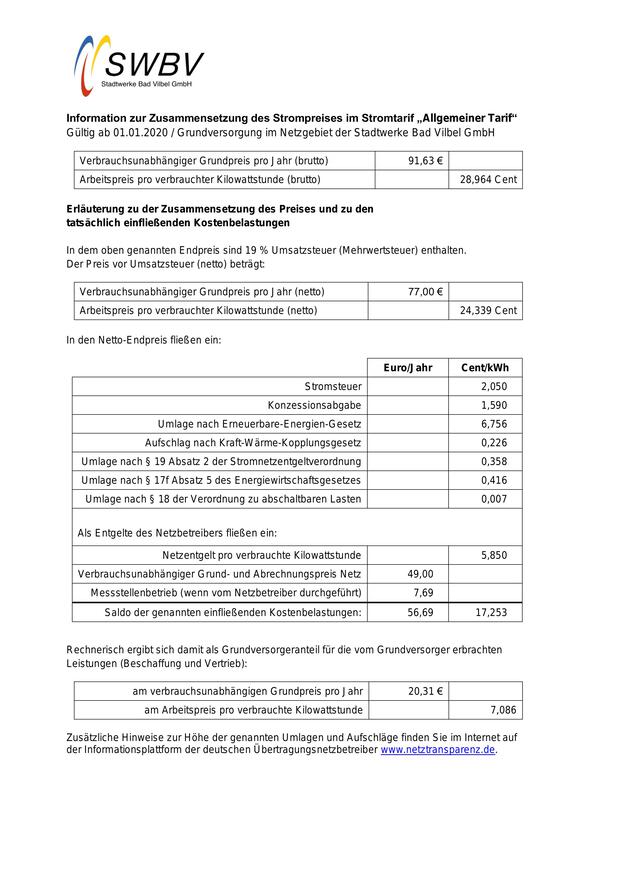 SWBV
Stadtwerke Bad Vilbel GmbH
Information zur Zusammensetzung des Strompreises im Stromtarif „Allgemeiner Tarif“
Gültig ab 01.01.2020 / Grundversorgung im Netzgebiet der Stadtwerke Bad Vilbel GmbH
Verbrauchsunabhängiger Grundpreis pro Jahr (brutto) 91,63 €
Arbeitspreis pro verbrauchter Kilowattstunde (brutto) 28,964 Cent
Erläuterung zu der Zusammensetzung des Preises und zu den
tatsächlich einfließenden Kostenbelastungen
In dem oben genannten Endpreis sind 19 % Umsatzsteuer (Mehrwertsteuer) enthalten.
Der Preis vor Umsatzsteuer (netto) beträgt:
Verbrauchsunabhängiger Grundpreis pro Jahr (netto) 77,00 €
Arbeitspreis pro verbrauchter Kilowattstunde (netto) 24,339 Cent
In den Netto-Endpreis fließen ein:
Euro/Jahr Cent/kWh
Stromsteuer 2,050
Konzessionsabgabe 1,590
Umlage nach Erneuerbare-Energien-Gesetz 6,756
Aufschlag nach Kraft-Wärme-Kopplungsgesetz 0,226
Umlage nach § 19 Absatz 2 der Stromnetzentgeltverordnung 0,358
Umlage nach § 17f Absatz 5 des Energiewirtschaftsgesetzes 0,416
Umlage nach § 18 der Verordnung zu abschaltbaren Lasten 0,007
Als Entgelte des Netzbetreibers fließen ein:
Netzentgelt pro verbrauchte Kilowattstunde 5,850
Verbrauchsunabhängiger Grund- und Abrechnungspreis Netz 49,00
Messstellenbetrieb (wenn vom Netzbetreiber durchgeführt) 7,69
Saldo der genannten einfließenden Kostenbelastungen: 56,69 17,253
Rechnerisch ergibt sich damit als Grundversorgeranteil für die vom Grundversorger erbrachten
Leistungen (Beschaffung und Vertrieb):
am verbrauchsunabhängigen Grundpreis pro Jahr 20,31 €
am Arbeitspreis pro verbrauchte Kilowattstunde 7,086
Zusätzliche Hinweise zur Höhe der genannten Umlagen und Aufschläge finden Sie im Internet auf
der Informationsplattform der deutschen Übertragungsnetzbetreiber www.netztransparenz.de.